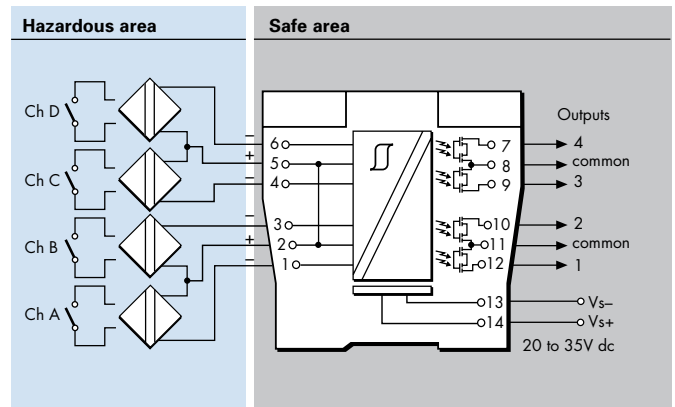 Hazardous area
Safe area
Outputs
Ch D
Ch C
Ch B
Ch A
−
6
+
5
4
−
−
3
+
2
1
−
7
4
8
common
9
3
10
2
11
common
12
1
13
Vs–
14
Vs+
20 to 35V dc